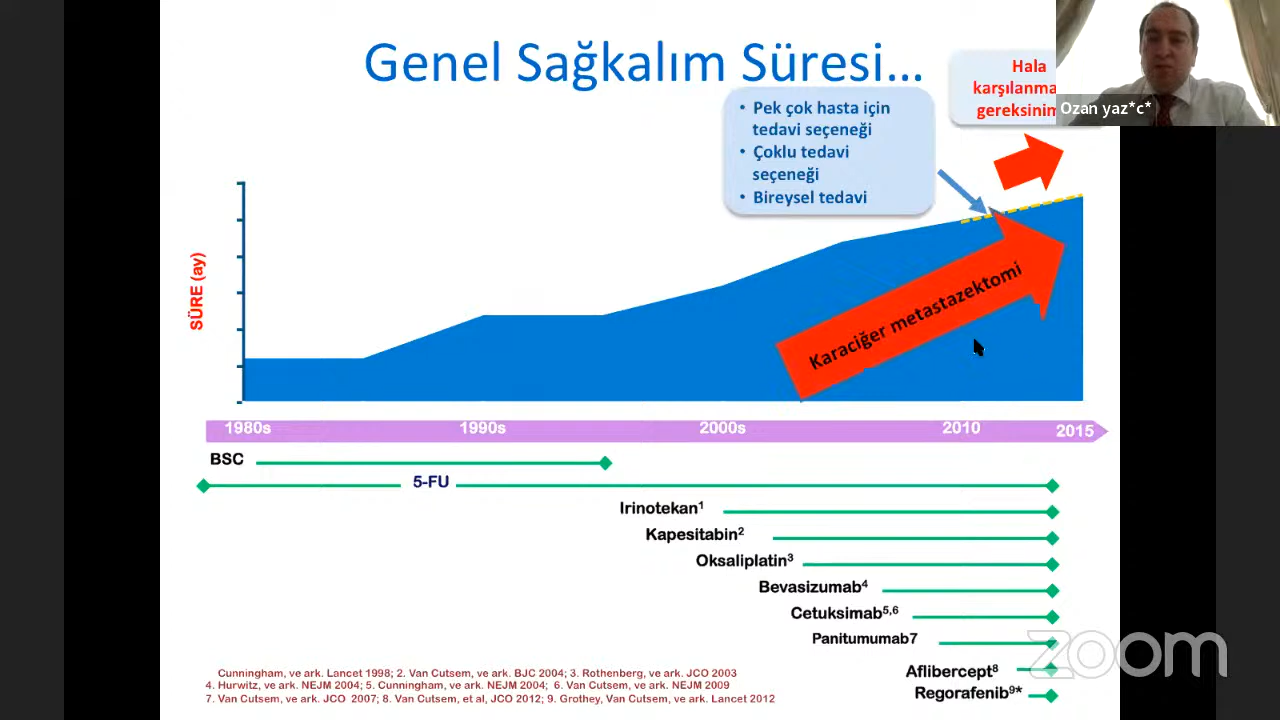 Genel Sağkalım Süresi...
Hala
karşılanma
gereksinim
Ozan yaz*c*
• Pek çok hasta için
tedavi seçeneği
• Çoklu tedavi
seçeneği
• Bireysel tedavi
SÜRE (ay)
Karaciğer metastazektomi
1980s 1990s 2000s 2010 2015
BSC
5-FU
Irinotekan1
Kapesitabin2
Oksaliplatin3
Bevasizumab4
Cetuksimab5,6
Panitumumab7
Aflibercept8
Regorafenib9*
Cunningham, ve ark. Lancet 1998; 2. Van Cutsem, ve ark. BJC 2004; 3. Rothenberg, ve ark. JCO 2003
4. Hurwitz, ve ark. NEJM 2004; 5. Cunningham, ve ark. NEJM 2004; 6. Van Cutsem, ve ark. NEJM 2009
7. Van Cutsem, ve ark. JCO 2007; 8. Van Cutsem, et al, JCO 2012; 9. Grothey, Van Cutsem, ve ark. Lancet 2012
zoom